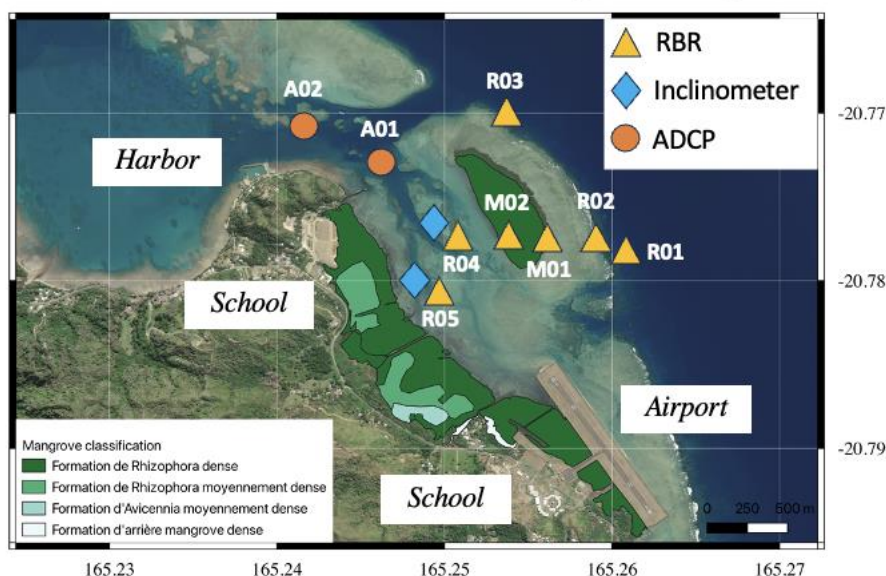 RBR
Inclinometer
ADCP
A02
A01
R03
-20.77
Harbor
M02
R02
R04
M01
R01
-20.78
School
R05
Airport
-20.79
Mangrove classification
Formation de Rhizophora dense
Formation de Rhizophora moyennement dense
Formation d'Avicennia moyennement dense
Formation d'arrière mangrove dense
School
0 250 500 m
165.23 165.24 165.25 165.26 165.27